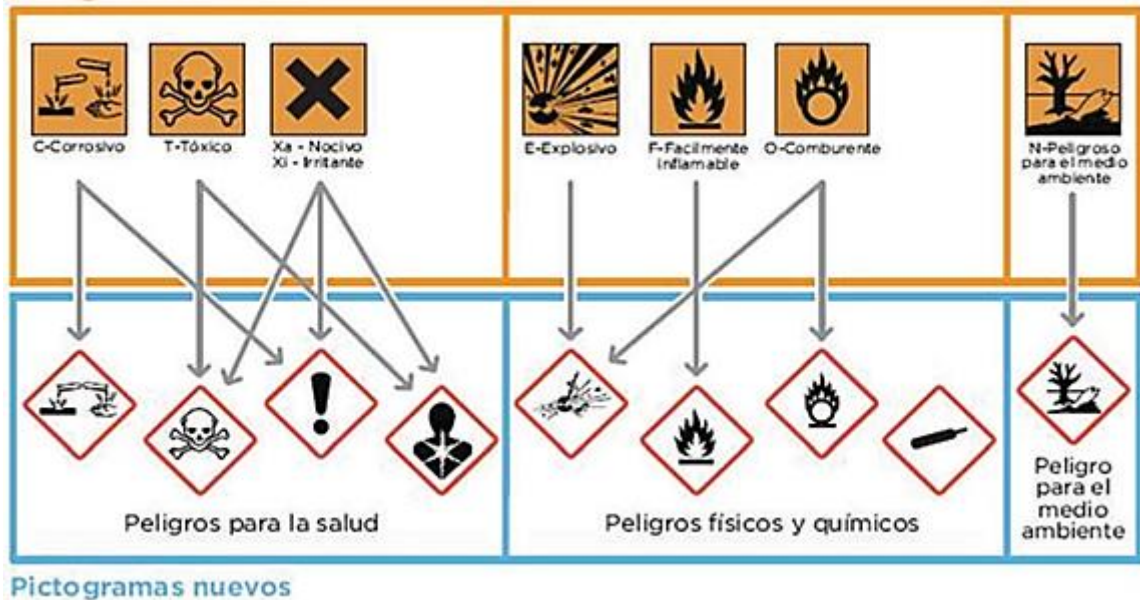 C-Corrosivo
T-Tóxico
Xa - Nocivo
Xi - Irritante
E-Explosivo
F-Facilmente
inflamable
O-Comburente
N-Peligroso
para el medio
ambiente
Peligros para la salud
Peligros físicos y químicos
Peligro
para el
medio
ambiente
Pictogramas nuevos